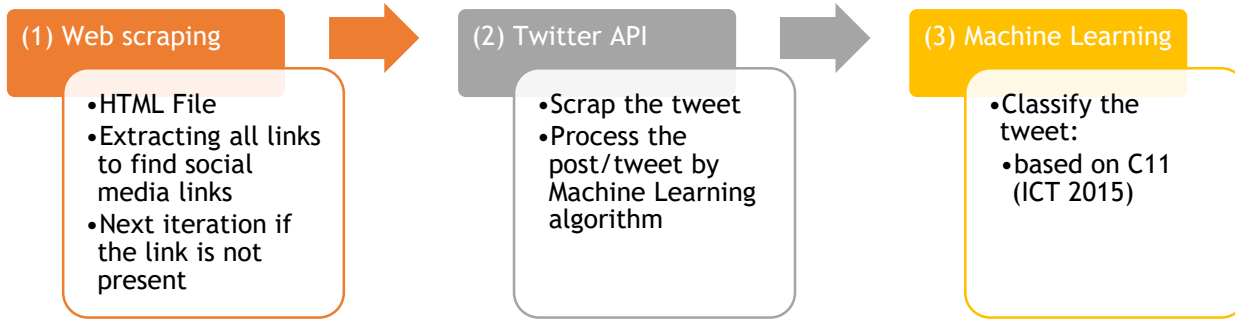 (1) Web scraping
•HTML File
•Extracting all links
to find social
media links
•Next iteration if
the link is not
present
(2) Twitter API
•Scrap the tweet
•Process the
post/tweet by
Machine Learning
algorithm
(3) Machine Learning
•Classify the
tweet:
•based on C11
(ICT 2015)